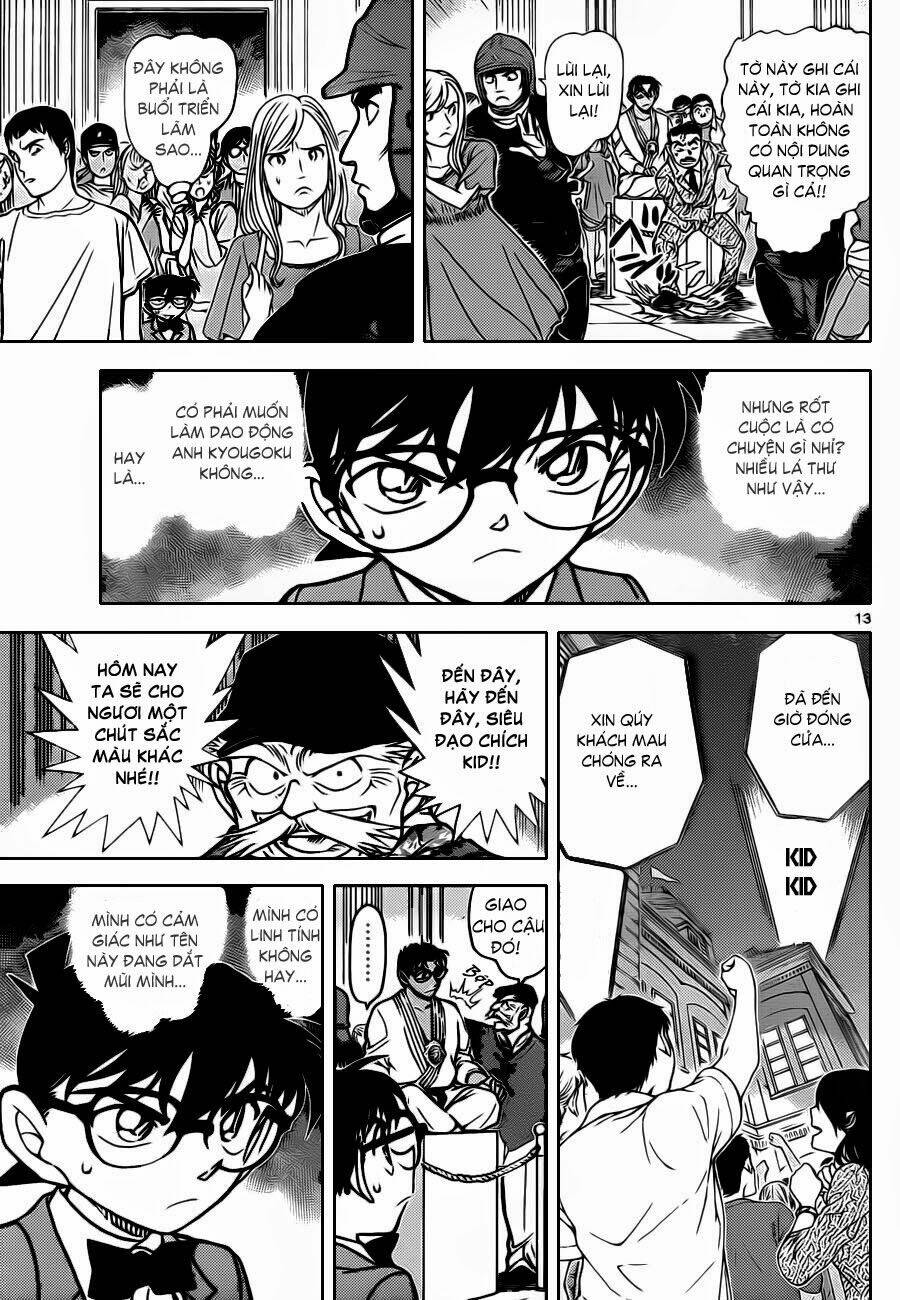 TỜ NÀY GHI CÁI
NÀY, TỜ KIA GHI
CÁI KIA, HOÀN
TOÀN KHÔNG
CÓ NỘI DUNG
QUAN TRỌNG
GÌ CẢ!!
LÙI LẠI,
XIN LÙI
LẠI!
ĐÂY KHÔNG
PHẢI LÀ
BUỔI TRIỂN
LÃM
SAO...
NHƯNG RỐT
CUỘC LÀ CÓ
CHUYỆN GÌ NHỈ?
NHIỀU LÁ THƯ
NHƯ VẬY...
CÓ PHẢI MUỐN
LÀM DAO ĐỘNG
ANH KYOUGOKU
KHÔNG...
HAY
LÀ...
13
ĐÃ ĐẾN
GIỜ ĐÓNG
CỬA...
XIN QÚY
KHÁCH MAU
CHÓNG RA
VỀ...
KID
KID
ĐẾN ĐÂY,
HÃY ĐẾN
ĐÂY, SIÊU
ĐẠO CHÍCH
KID!!
HÔM NAY
TA SẼ CHO
NGƯƠI MỘT
CHÚT SẮC
MÀU KHÁC
NHÉ!!
GIAO
CHO CẬU
ĐÓ!
BỘP
.......
MÌNH CÓ
LINH TÍNH
KHÔNG
HAY...
MÌNH CÓ CẢM
GIÁC NHƯ TÊN
NÀY ĐANG DẮT
MŨI MÌNH...